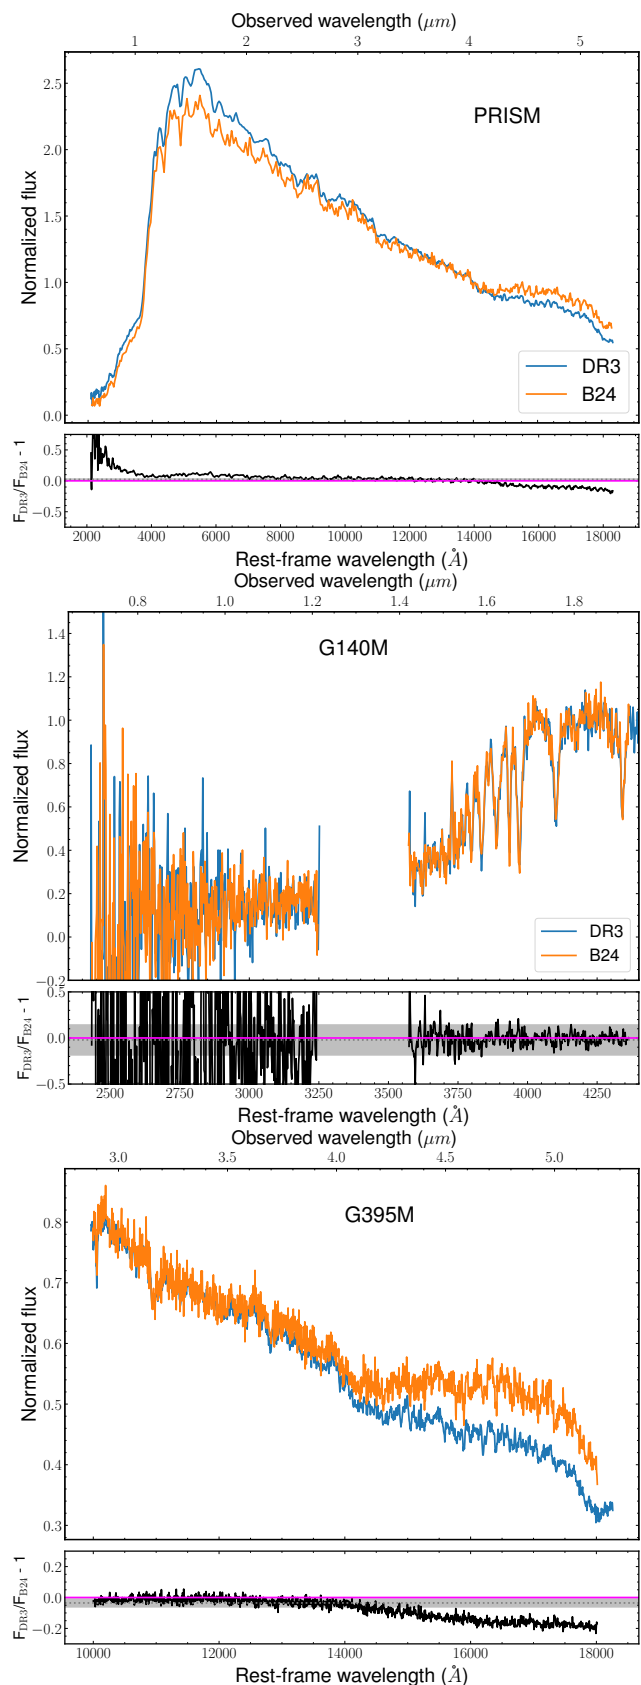 Observed wavelength (μm)
1 2 3 4 5
PRISM
Normalized flux
2.5
2.0
1.5
1.0
0.5
0.0
DR3
B24
F_DR3/F_B24 - 1
0.5
0.0
−0.5
2000 4000 6000 8000 10000 12000 14000 16000 18000
Rest-frame wavelength (Å)
Observed wavelength (μm)
0.8 1.0 1.2 1.4 1.6 1.8
G140M
Normalized flux
1.4
1.2
1.0
0.8
0.6
0.4
0.2
0.0
−0.2
DR3
B24
F_DR3/F_B24 - 1
0.5
0.0
−0.5
2500 2750 3000 3250 3500 3750 4000 4250
Rest-frame wavelength (Å)
Observed wavelength (μm)
3.0 3.5 4.0 4.5 5.0
G395M
Normalized flux
0.8
0.7
0.6
0.5
0.4
0.3
F_DR3/F_B24 - 1
0.2
0.0
−0.2
10000 12000 14000 16000 18000
Rest-frame wavelength (Å)